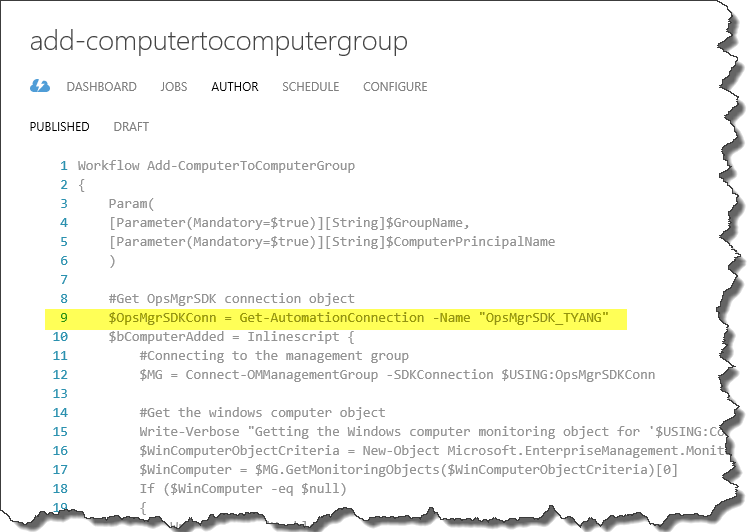 add-computertocomputergroup
DASHBOARD JOBS AUTHOR SCHEDULE CONFIGURE
PUBLISHED DRAFT
1 Workflow Add-ComputerToComputerGroup
2 {
3 Param(
4 [Parameter(Mandatory=$true)][String]$GroupName,
5 [Parameter(Mandatory=$true)][String]$ComputerPrincipalName
6 )
7
8 #Get OpsMgrSDK connection object
9 $OpsMgrSDKConn = Get-AutomationConnection -Name "OpsMgrSDK_TYANG"
10 $bComputerAdded = Inlinescript {
11 #Connecting to the management group
12 $MG = Connect-OMManagementGroup -SDKConnection $USING:OpsMgrSDKConn
13
14 #Get the windows computer object
15 Write-Verbose "Getting the Windows computer monitoring object for '$USING:Co
16 $WinComputerObjectCriteria = New-Object Microsoft.EnterpriseManagement.Monit
17 $WinComputer = $MG.GetMonitoringObjects($WinComputerObjectCriteria)[0]
18 If ($WinComputer -eq $null)
19 {